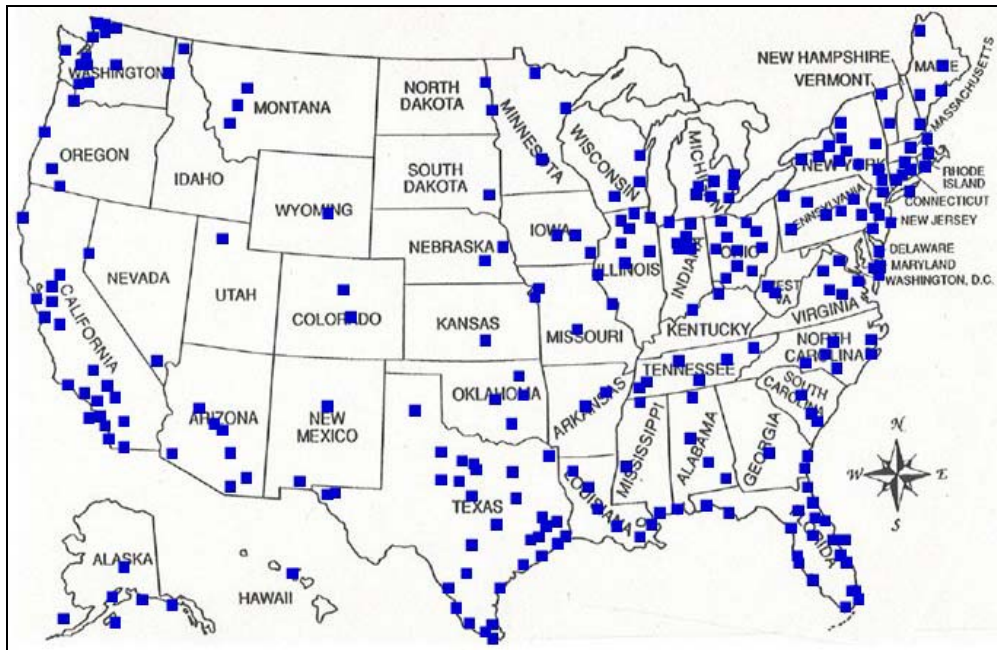 NEW HAMPSHIRE
VERMONT
MAINE
MASSACHUSETTS
WASHINGTON
MONTANA
NORTH
DAKOTA
MINNESOTA
OREGON
IDAHO
SOUTH
DAKOTA
WISCONSIN
MICHIGAN
NEW YORK
RHODE
ISLAND
CONNECTICUT
WYOMING
PENNSYLVANIA
NEW JERSEY
NEBRASKA
IOWA
ILLINOIS
INDIANA
OHIO
DELAWARE
MARYLAND
WASHINGTON, D.C.
NEVADA
UTAH
COLORADO
WEST
VA
VIRGINIA
CALIFORNIA
KANSAS
MISSOURI
KENTUCKY
NORTH
CAROLINA
TENNESSEE
SOUTH
CAROLINA
ARIZONA
NEW
MEXICO
OKLAHOMA
ARKANSAS
MISSISSIPPI
ALABAMA
GEORGIA
N
W
E
S
TEXAS
LOUISIANA
FLORIDA
ALASKA
HAWAII